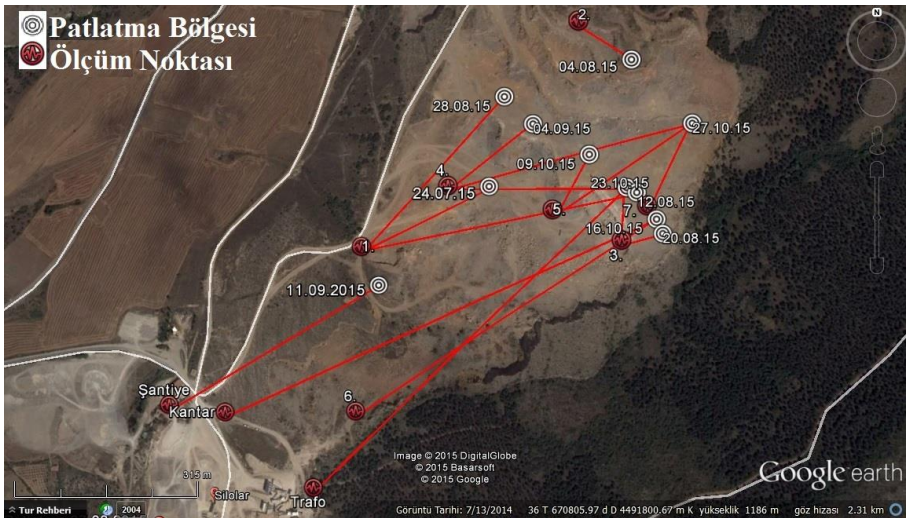 Patlatma Bölgesi
Ölçüm Noktası
N
2.
04.08.15
28.08.15
04.09.15
27.10.15
09.10.15
4.
24.07.15
23.10.15
12.08.15
5.
7.
16.10.15
20.08.15
1.
3.
11.09.2015
Şantiye
Kantar
6.
315 m
Silolar
Trafo
Image © 2015 DigitalGlobe
© 2015 Basarsoft
© 2015 Google
Google earth
Tur Rehberi
2004
Görüntü Tarihi: 7/13/2014 36 T 670805.97 d D 4491800.67 m K yükseklik 1186 m göz hizası 2.31 km